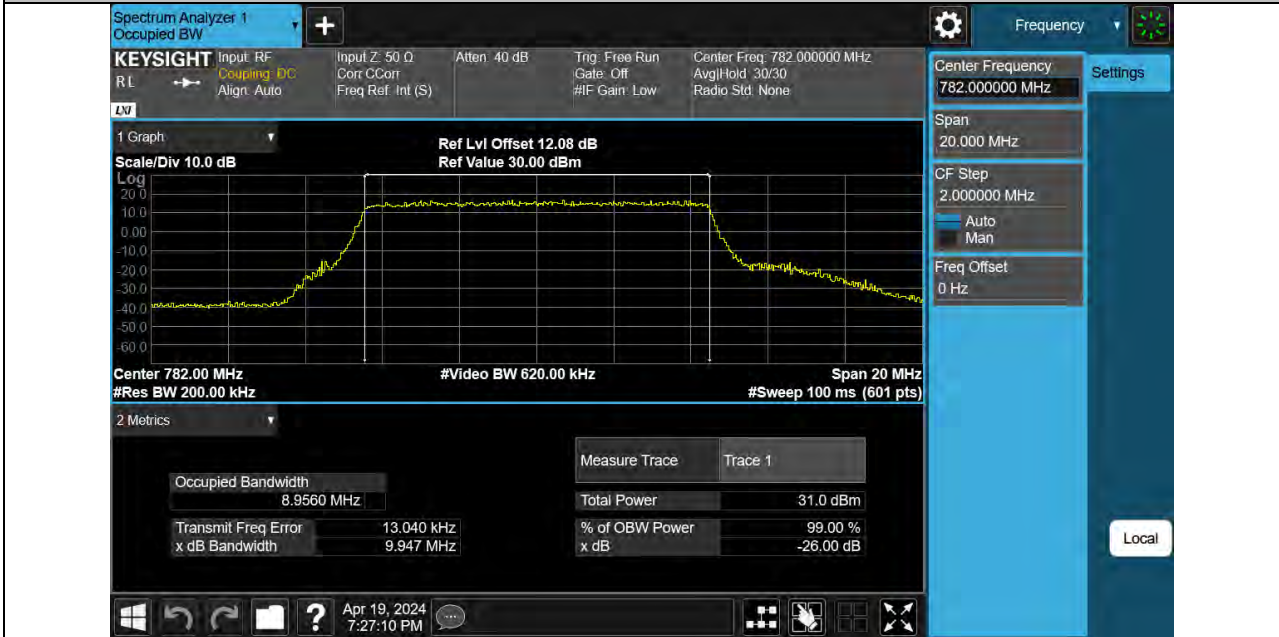 Spectrum Analyzer 1
Occupied BW
Frequency
KEYSIGHT
RL
LXI
Input: RF
Coupling: DC
Align: Auto
Input Z: 50 Ω
Corr CCorr
Freq Ref: Int (S)
Atten: 40 dB
Trig: Free Run
Gate: Off
#IF Gain: Low
Center Freq: 782.000000 MHz
Avg|Hold: 30/30
Radio Std: None
Center Frequency
782.000000 MHz
Settings
Span
20.000 MHz
CF Step
2.000000 MHz
Auto
Man
Freq Offset
0 Hz
Local
1 Graph
Scale/Div 10.0 dB
Ref Lvl Offset 12.08 dB
Ref Value 30.00 dBm
Log
20.0
10.0
0.00
-10.0
-20.0
-30.0
-40.0
-50.0
-60.0
Center 782.00 MHz
#Video BW 620.00 kHz
Span 20 MHz
#Res BW 200.00 kHz
#Sweep 100 ms (601 pts)
2 Metrics
Measure Trace Trace 1
Occupied Bandwidth
8.9560 MHz
Total Power 31.0 dBm
Transmit Freq Error 13.040 kHz
% of OBW Power 99.00 %
x dB Bandwidth 9.947 MHz
x dB -26.00 dB
?
Apr 19, 2024
7:27:10 PM